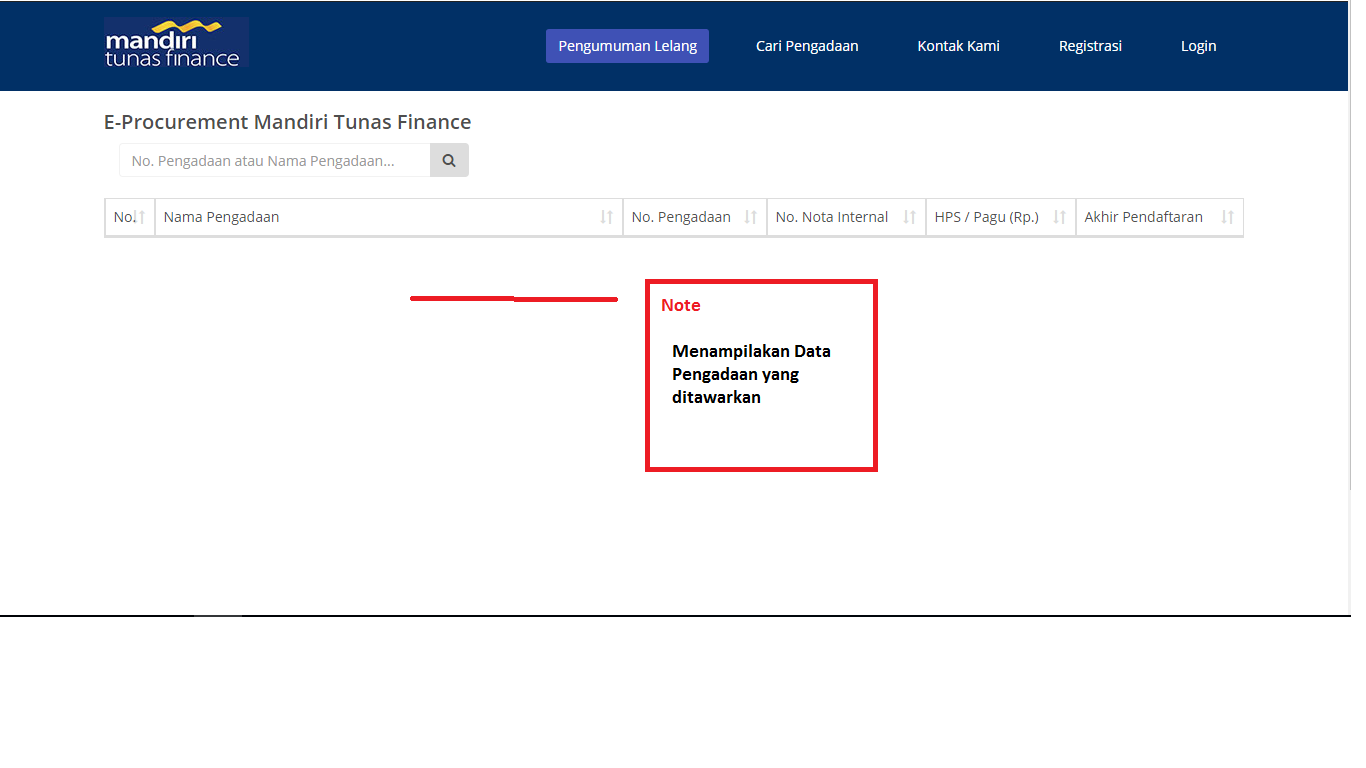 mandiri
tunas finance
Pengumuman Lelang
Cari Pengadaan
Kontak Kami
Registrasi
Login
E-Procurement Mandiri Tunas Finance
No. Pengadaan atau Nama Pengadaan...
No.
Nama Pengadaan
No. Pengadaan
No. Nota Internal
HPS / Pagu (Rp.)
Akhir Pendaftaran
Note
Menampilakan Data
Pengadaan yang
ditawarkan